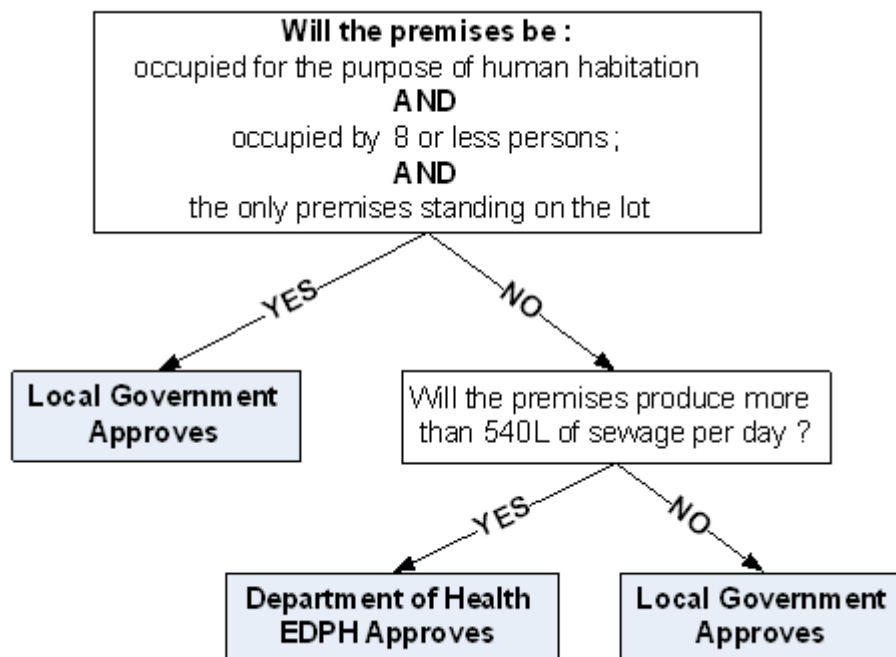 Will the premises be :
occupied for the purpose of human habitation
AND
occupied by 8 or less persons ;
AND
the only premises standing on the lot
YES
NO
Local Government
Approves
Will the premises produce more
than 540L of sewage per day ?
YES
NO
Department of Health
EDPH Approves
Local Government
Approves